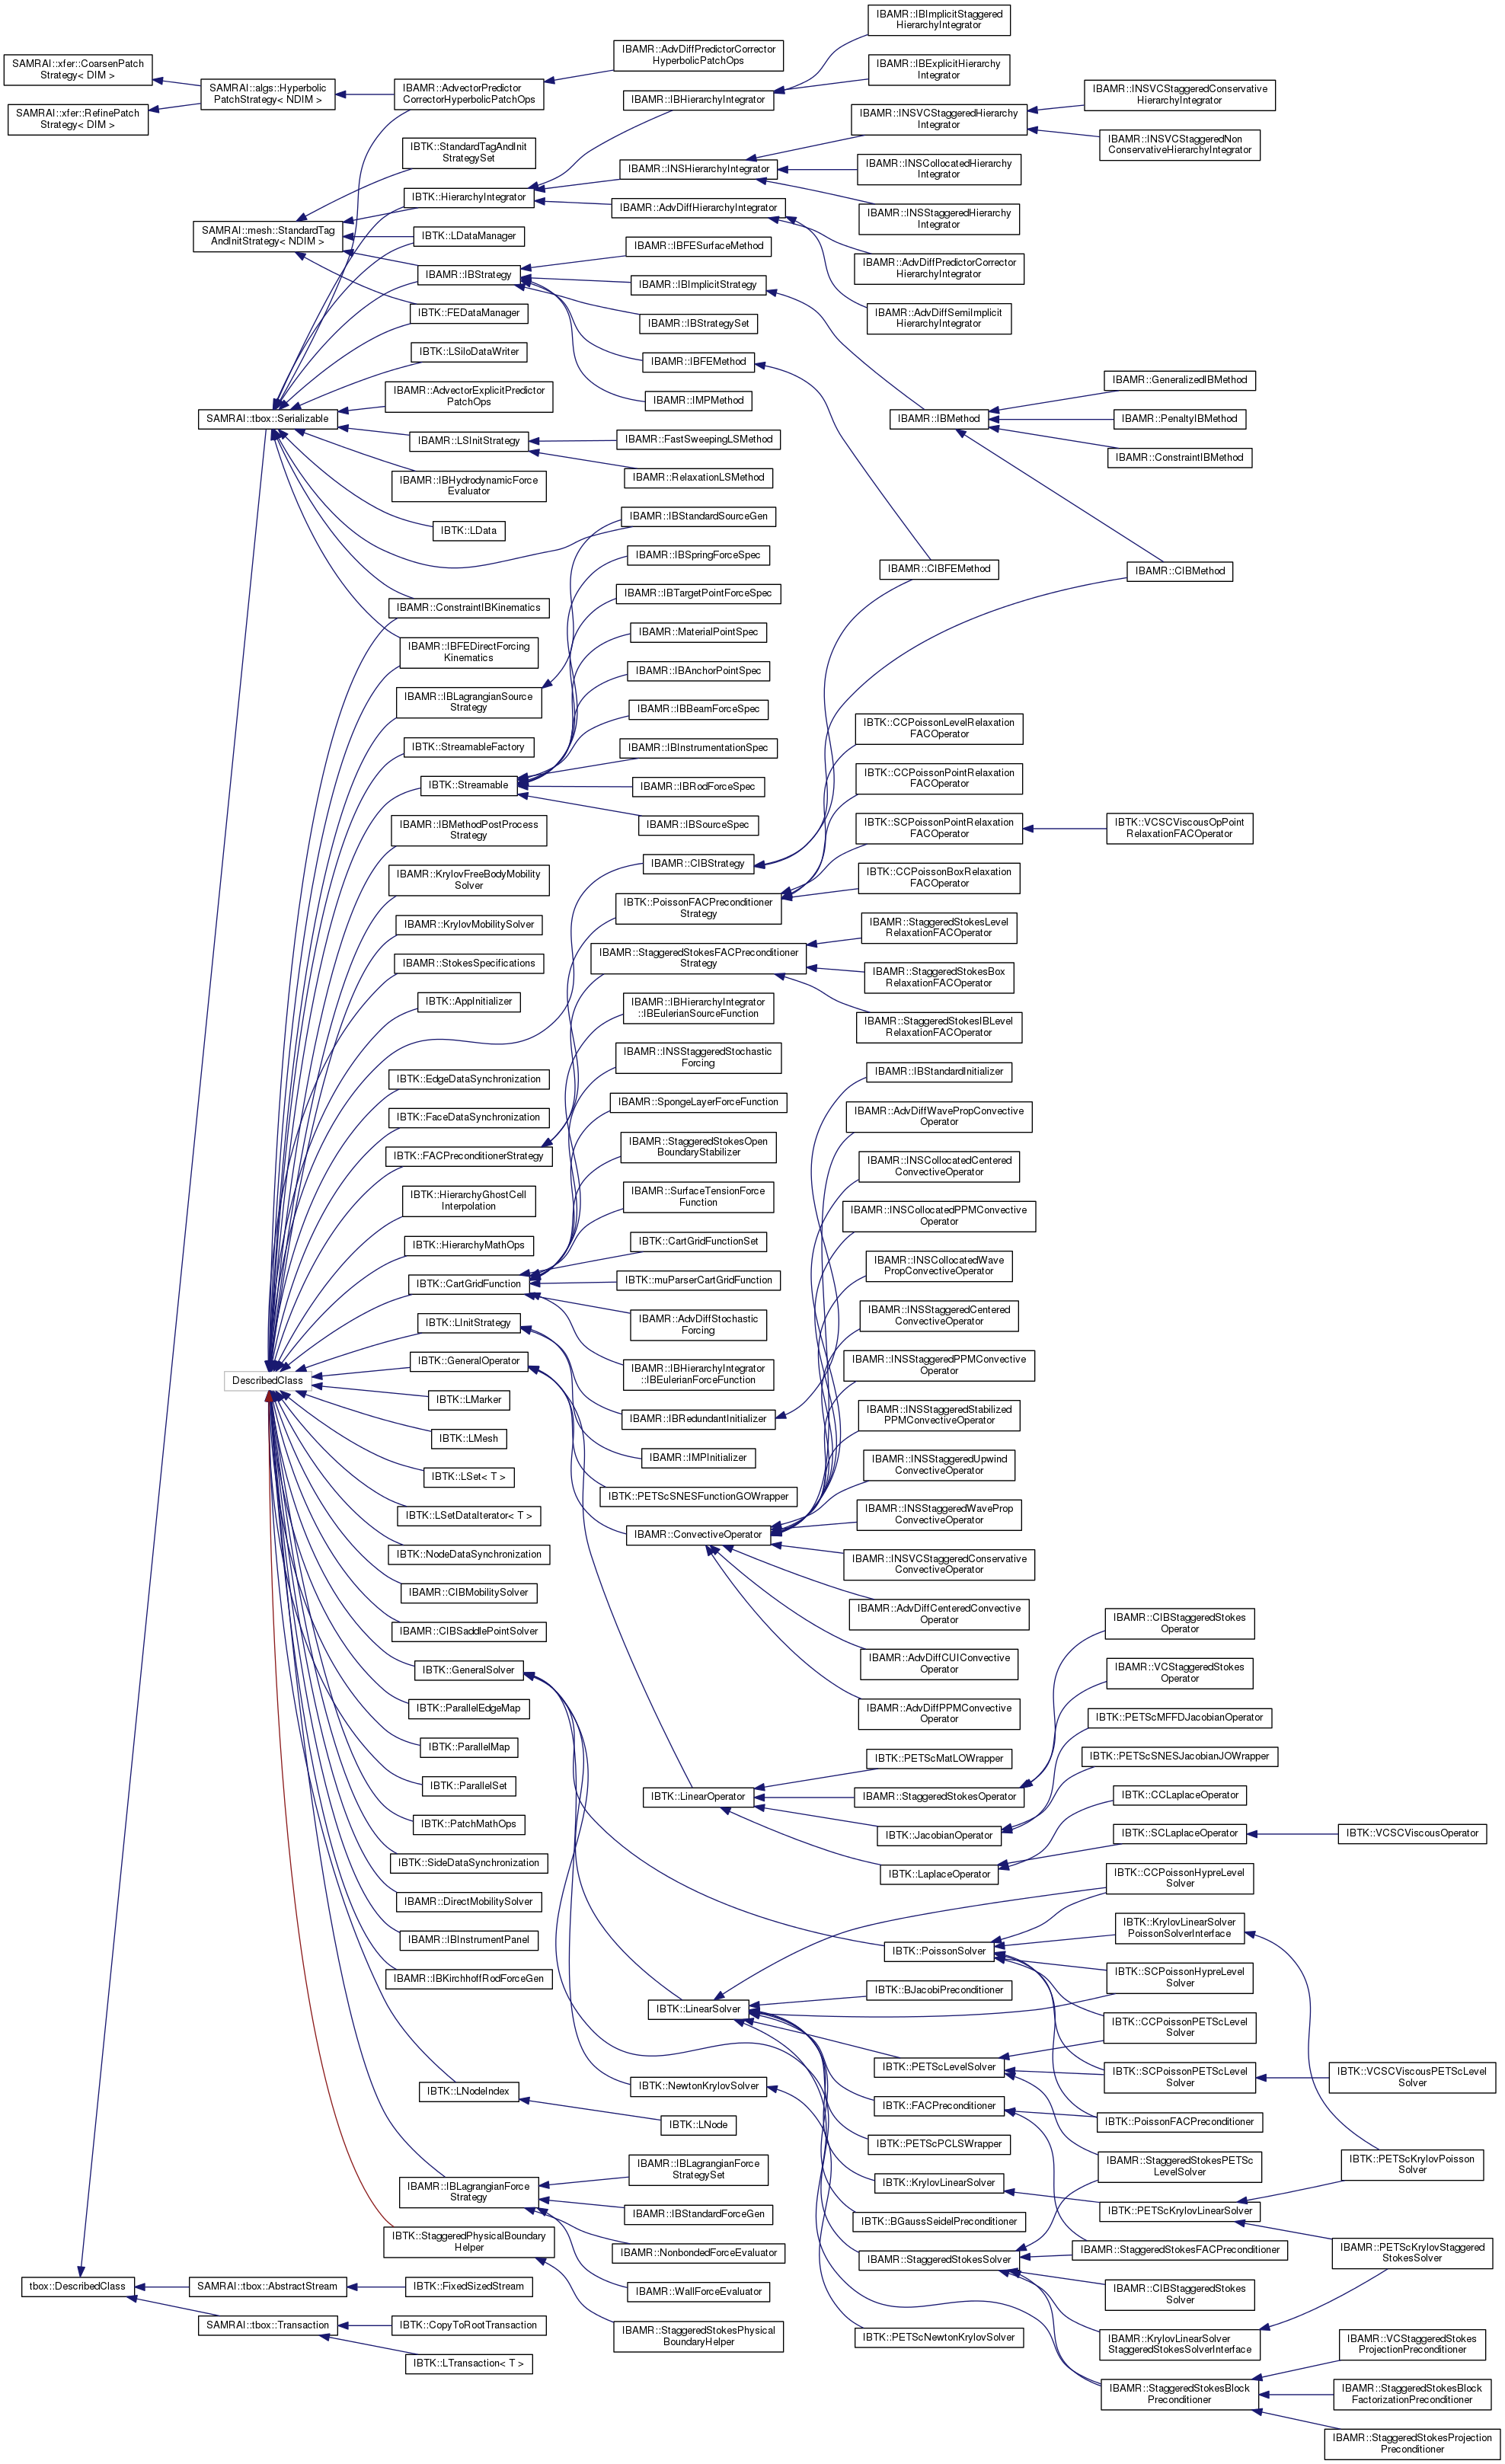 SAMRAI::xfer::CoarsenPatch
Strategy< DIM >
SAMRAI::xfer::RefinePatch
Strategy< DIM >
tbox::DescribedClass
SAMRAI::algs::Hyperbolic
PatchStrategy< NDIM >
SAMRAI::mesh::StandardTag
AndInitStrategy< NDIM >
SAMRAI::tbox::Serializable
DescribedClass
SAMRAI::tbox::AbstractStream
SAMRAI::tbox::Transaction
IBAMR::AdvectorPredictor
CorrectorHyperbolicPatchOps
IBTK::StandardTagAndInit
StrategySet
IBTK::HierarchyIntegrator
IBTK::LDataManager
IBAMR::IBStrategy
IBTK::FEDataManager
IBTK::LSiloDataWriter
IBAMR::AdvectorExplicitPredictor
PatchOps
IBAMR::LSInitStrategy
IBAMR::IBHydrodynamicForce
Evaluator
IBTK::LData
IBAMR::ConstraintIBKinematics
IBAMR::IBFEDirectForcing
Kinematics
IBAMR::IBLagrangianSource
Strategy
IBTK::StreamableFactory
IBTK::Streamable
IBAMR::IBMethodPostProcess
Strategy
IBAMR::KrylovFreeBodyMobility
Solver
IBAMR::KrylovMobilitySolver
IBAMR::StokesSpecifications
IBTK::AppInitializer
IBTK::EdgeDataSynchronization
IBTK::FaceDataSynchronization
IBTK::FACPreconditionerStrategy
IBTK::HierarchyGhostCell
Interpolation
IBTK::HierarchyMathOps
IBTK::CartGridFunction
IBTK::LInitStrategy
IBTK::GeneralOperator
IBTK::LMarker
IBTK::LMesh
IBTK::LSet< T >
IBTK::LSetDataIterator< T >
IBTK::NodeDataSynchronization
IBAMR::CIBMobilitySolver
IBAMR::CIBSaddlePointSolver
IBTK::GeneralSolver
IBTK::ParallelEdgeMap
IBTK::ParallelMap
IBTK::ParallelSet
IBTK::PatchMathOps
IBTK::SideDataSynchronization
IBAMR::DirectMobilitySolver
IBAMR::IBInstrumentPanel
IBAMR::IBKirchhoffRodForceGen
IBTK::LNodeIndex
IBAMR::IBLagrangianForce
Strategy
IBTK::StaggeredPhysicalBoundary
Helper
IBTK::FixedSizedStream
IBTK::CopyToRootTransaction
IBTK::LTransaction< T >
IBAMR::AdvDiffPredictorCorrector
HyperbolicPatchOps
IBAMR::IBHierarchyIntegrator
IBAMR::INSHierarchyIntegrator
IBAMR::AdvDiffHierarchyIntegrator
IBAMR::IBFESurfaceMethod
IBAMR::IBImplicitStrategy
IBAMR::IBStrategySet
IBAMR::IBFEMethod
IBAMR::IMPMethod
IBAMR::FastSweepingLSMethod
IBAMR::RelaxationLSMethod
IBAMR::IBStandardSourceGen
IBAMR::IBSpringForceSpec
IBAMR::IBTargetPointForceSpec
IBAMR::MaterialPointSpec
IBAMR::IBAnchorPointSpec
IBAMR::IBBeamForceSpec
IBAMR::IBInstrumentationSpec
IBAMR::IBRodForceSpec
IBAMR::IBSourceSpec
IBAMR::CIBStrategy
IBTK::PoissonFACPreconditioner
Strategy
IBAMR::StaggeredStokesFACPreconditioner
Strategy
IBAMR::IBHierarchyIntegrator
::IBEulerianSourceFunction
IBAMR::INSStaggeredStochastic
Forcing
IBAMR::SpongeLayerForceFunction
IBAMR::StaggeredStokesOpen
BoundaryStabilizer
IBAMR::SurfaceTensionForce
Function
IBTK::CartGridFunctionSet
IBTK::muParserCartGridFunction
IBAMR::AdvDiffStochastic
Forcing
IBAMR::IBHierarchyIntegrator
::IBEulerianForceFunction
IBAMR::IBRedundantInitializer
IBAMR::IMPInitializer
IBTK::PETScSNESFunctionGOWrapper
IBAMR::ConvectiveOperator
IBTK::LinearOperator
IBTK::LinearSolver
IBTK::NewtonKrylovSolver
IBTK::LNode
IBAMR::IBLagrangianForce
StrategySet
IBAMR::IBStandardForceGen
IBAMR::NonbondedForceEvaluator
IBAMR::WallForceEvaluator
IBAMR::StaggeredStokesPhysical
BoundaryHelper
IBAMR::IBImplicitStaggered
HierarchyIntegrator
IBAMR::IBExplicitHierarchy
Integrator
IBAMR::INSVCStaggeredHierarchy
Integrator
IBAMR::INSCollocatedHierarchy
Integrator
IBAMR::INSStaggeredHierarchy
Integrator
IBAMR::AdvDiffPredictorCorrector
HierarchyIntegrator
IBAMR::AdvDiffSemiImplicit
HierarchyIntegrator
IBAMR::IBMethod
IBAMR::CIBFEMethod
IBTK::CCPoissonLevelRelaxation
FACOperator
IBTK::CCPoissonPointRelaxation
FACOperator
IBTK::SCPoissonPointRelaxation
FACOperator
IBTK::CCPoissonBoxRelaxation
FACOperator
IBAMR::StaggeredStokesLevel
RelaxationFACOperator
IBAMR::StaggeredStokesBox
RelaxationFACOperator
IBAMR::StaggeredStokesIBLevel
RelaxationFACOperator
IBAMR::IBStandardInitializer
IBAMR::AdvDiffWavePropConvective
Operator
IBAMR::INSCollocatedCentered
ConvectiveOperator
IBAMR::INSCollocatedPPMConvective
Operator
IBAMR::INSCollocatedWave
PropConvectiveOperator
IBAMR::INSStaggeredCentered
ConvectiveOperator
IBAMR::INSStaggeredPPMConvective
Operator
IBAMR::INSStaggeredStabilized
PPMConvectiveOperator
IBAMR::INSStaggeredUpwind
ConvectiveOperator
IBAMR::INSStaggeredWaveProp
ConvectiveOperator
IBAMR::INSVCStaggeredConservative
ConvectiveOperator
IBAMR::AdvDiffCenteredConvective
Operator
IBAMR::AdvDiffCUIConvective
Operator
IBAMR::AdvDiffPPMConvective
Operator
IBTK::PETScMatLOWrapper
IBAMR::StaggeredStokesOperator
IBTK::JacobianOperator
IBTK::LaplaceOperator
IBTK::PoissonSolver
IBTK::BJacobiPreconditioner
IBTK::PETScLevelSolver
IBTK::FACPreconditioner
IBTK::PETScPCLSWrapper
IBTK::KrylovLinearSolver
IBTK::BGaussSeidelPreconditioner
IBAMR::StaggeredStokesSolver
IBTK::PETScNewtonKrylovSolver
IBAMR::INSVCStaggeredConservative
HierarchyIntegrator
IBAMR::INSVCStaggeredNon
ConservativeHierarchyIntegrator
IBAMR::GeneralizedIBMethod
IBAMR::PenaltyIBMethod
IBAMR::ConstraintIBMethod
IBAMR::CIBMethod
IBTK::VCSCViscousOpPoint
RelaxationFACOperator
IBAMR::CIBStaggeredStokes
Operator
IBAMR::VCStaggeredStokes
Operator
IBTK::PETScMFFDJacobianOperator
IBTK::PETScSNESJacobianJOWrapper
IBTK::CCLaplaceOperator
IBTK::SCLaplaceOperator
IBTK::CCPoissonHypreLevel
Solver
IBTK::KrylovLinearSolver
PoissonSolverInterface
IBTK::SCPoissonHypreLevel
Solver
IBTK::CCPoissonPETScLevel
Solver
IBTK::SCPoissonPETScLevel
Solver
IBTK::PoissonFACPreconditioner
IBAMR::StaggeredStokesPETSc
LevelSolver
IBTK::PETScKrylovLinearSolver
IBAMR::StaggeredStokesFACPreconditioner
IBAMR::CIBStaggeredStokes
Solver
IBAMR::KrylovLinearSolver
StaggeredStokesSolverInterface
IBAMR::StaggeredStokesBlock
Preconditioner
IBTK::VCSCViscousOperator
IBTK::VCSCViscousPETScLevel
Solver
IBTK::PETScKrylovPoisson
Solver
IBAMR::PETScKrylovStaggered
StokesSolver
IBAMR::VCStaggeredStokes
ProjectionPreconditioner
IBAMR::StaggeredStokesBlock
FactorizationPreconditioner
IBAMR::StaggeredStokesProjection
Preconditioner